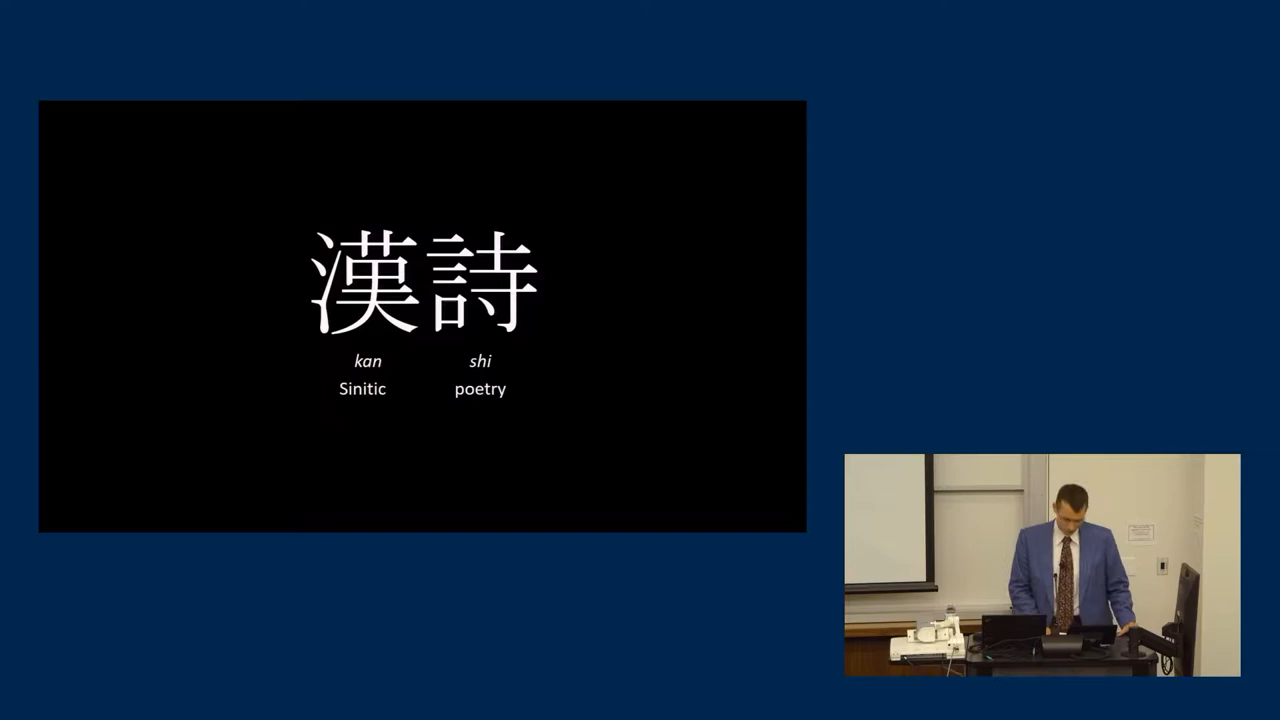 漢詩
kan shi
Sinitic poetry